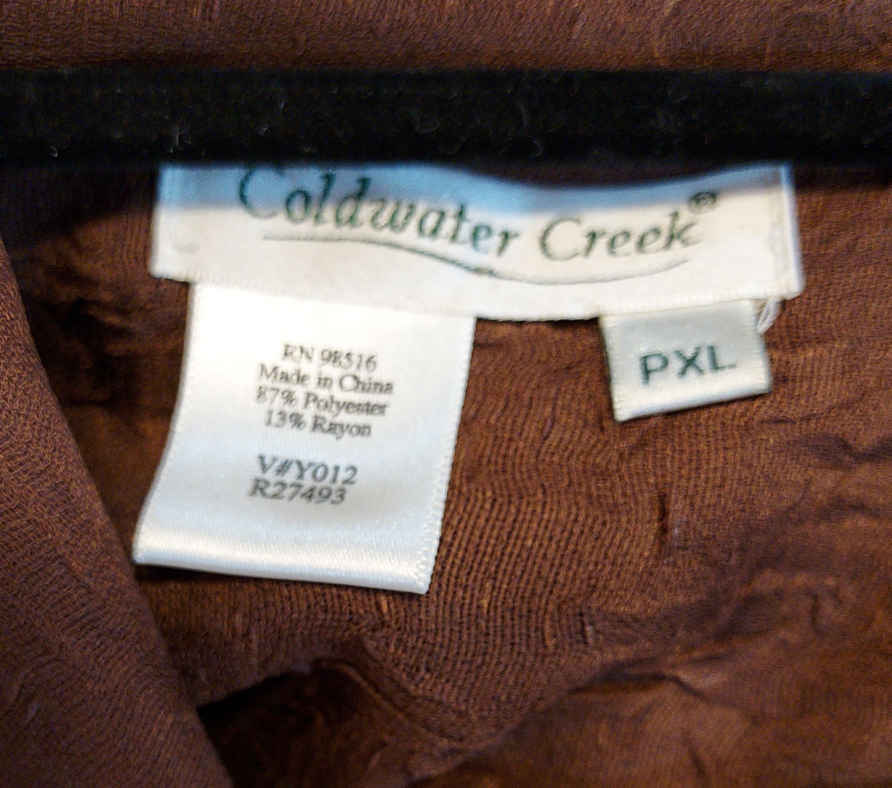 Coldwater Creek®
PXL
RN 98516
Made in China
87% Polyester
13% Rayon
V#Y012
R27493